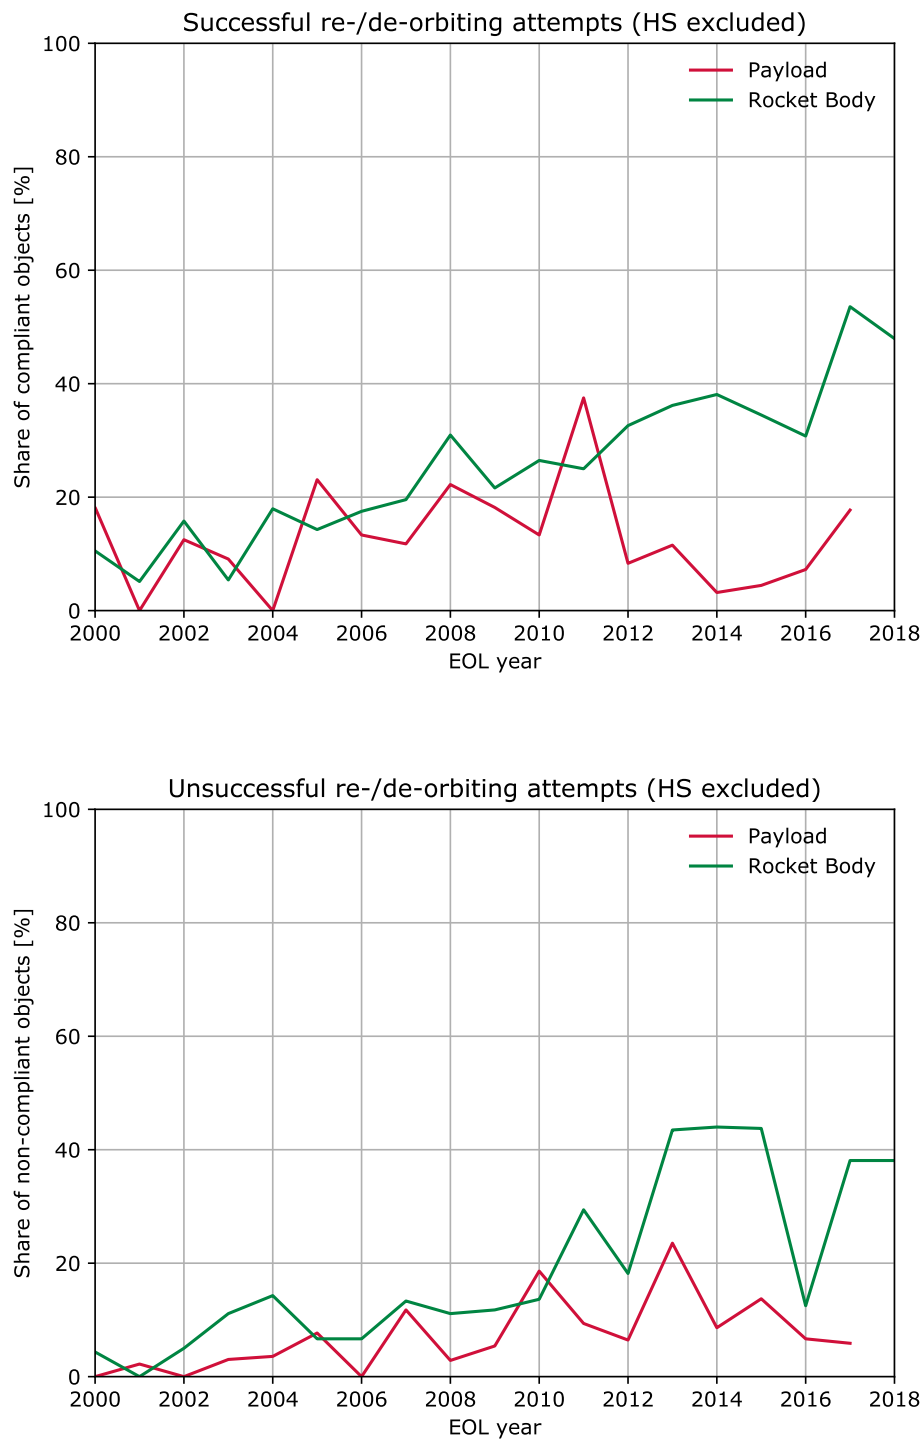 Successful re-/de-orbiting attempts (HS excluded)
100
80
60
40
20
0
Share of compliant objects [%]
Payload
Rocket Body
2000 2002 2004 2006 2008 2010 2012 2014 2016 2018
EOL year
Unsuccessful re-/de-orbiting attempts (HS excluded)
100
80
60
40
20
0
Share of non-compliant objects [%]
Payload
Rocket Body
2000 2002 2004 2006 2008 2010 2012 2014 2016 2018
EOL year